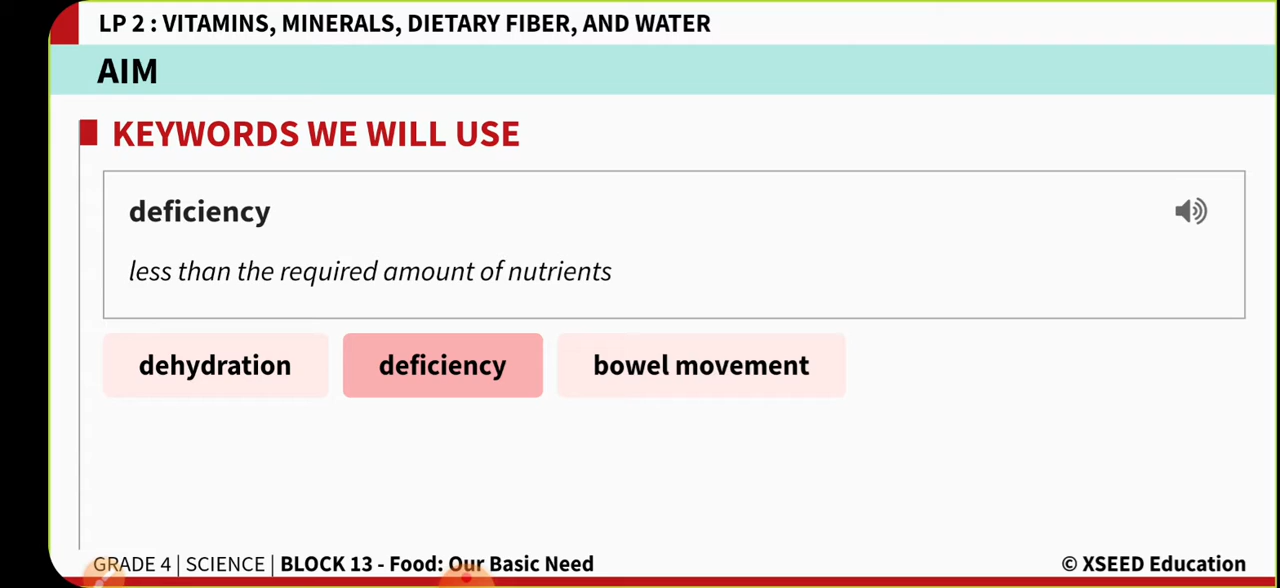 LP 2 : VITAMINS, MINERALS, DIETARY FIBER, AND WATER
AIM
KEYWORDS WE WILL USE
deficiency
less than the required amount of nutrients
dehydration deficiency bowel movement
GRADE 4 | SCIENCE | BLOCK 13 - Food: Our Basic Need © XSEED Education